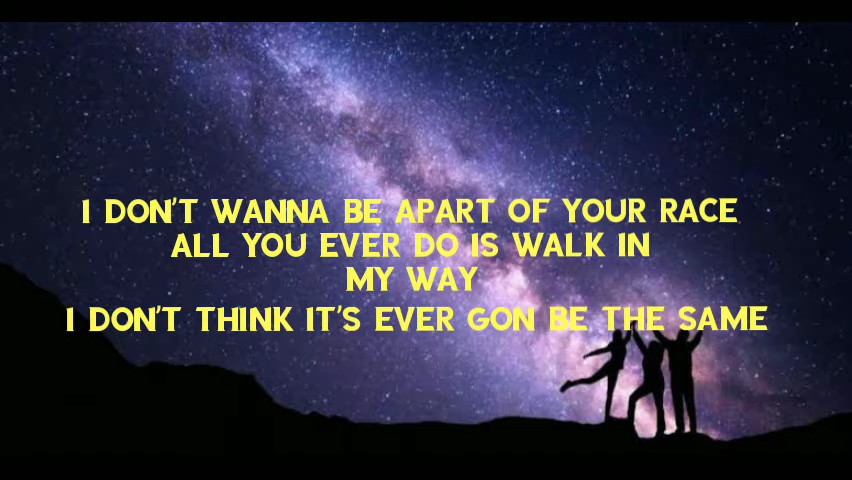 I DON'T WANNA BE APART OF YOUR RACE
ALL YOU EVER DO IS WALK IN
MY WAY
I DON'T THINK IT'S EVER GON BE THE SAME